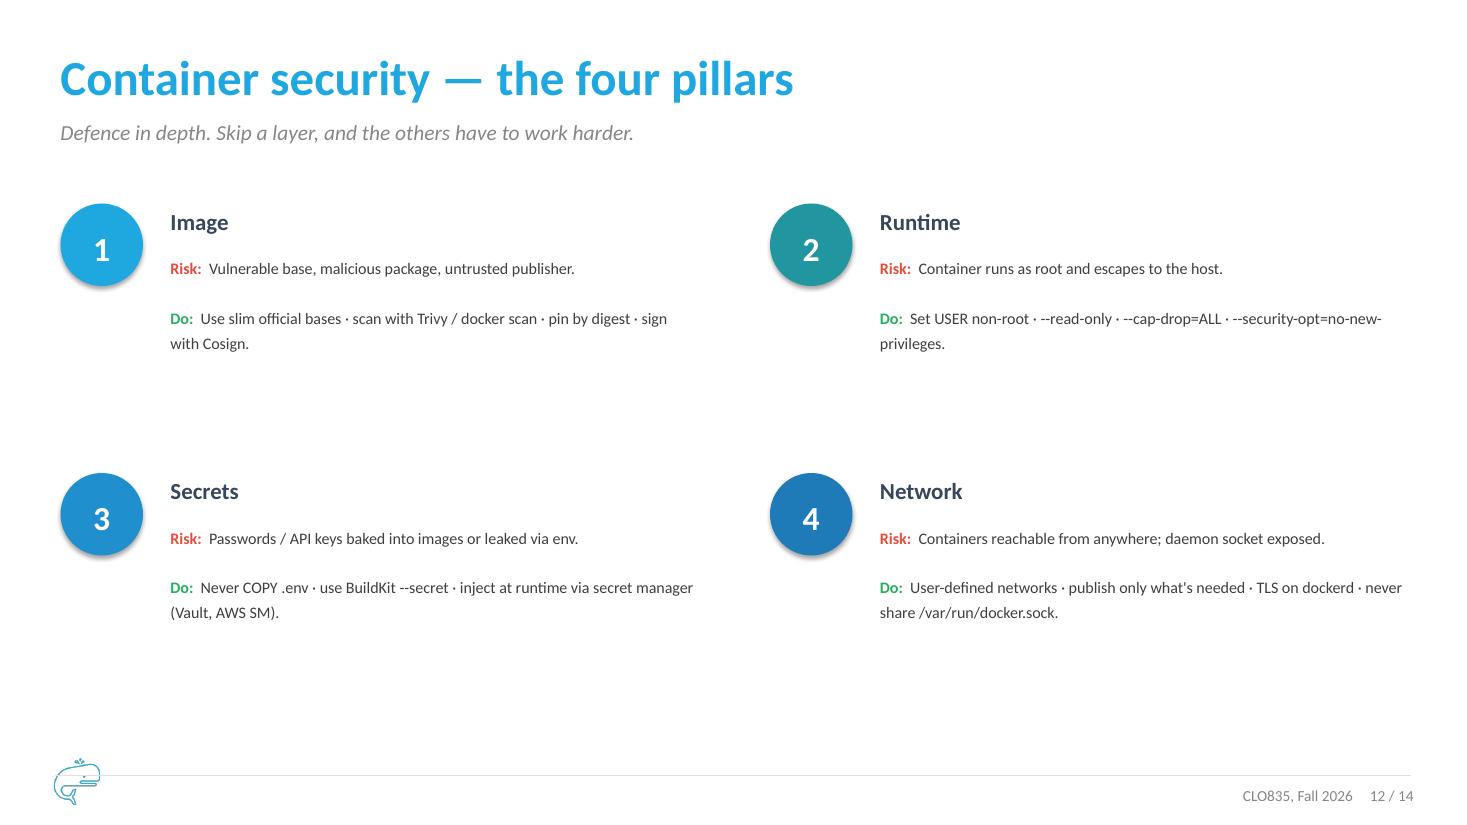 Container security — the four pillars
Defence in depth. Skip a layer, and the others have to work harder.
1
Image
Risk: Vulnerable base, malicious package, untrusted publisher.
Do: Use slim official bases · scan with Trivy / docker scan · pin by digest · sign
with Cosign.
2
Runtime
Risk: Container runs as root and escapes to the host.
Do: Set USER non-root · --read-only · --cap-drop=ALL · --security-opt=no-new-
privileges.
3
Secrets
Risk: Passwords / API keys baked into images or leaked via env.
Do: Never COPY .env · use BuildKit --secret · inject at runtime via secret manager
(Vault, AWS SM).
4
Network
Risk: Containers reachable from anywhere; daemon socket exposed.
Do: User-defined networks · publish only what's needed · TLS on dockerd · never
share /var/run/docker.sock.
CLO835, Fall 2026 12 / 14